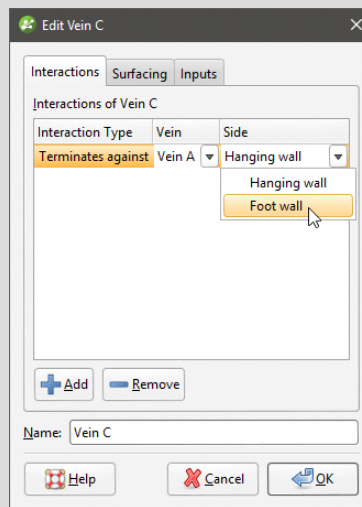 Edit Vein C
Interactions Surfacing Inputs
Interactions of Vein C
Interaction Type Vein Side
Terminates against Vein A Hanging wall
Hanging wall
Foot wall
Add Remove
Name: Vein C
Help Cancel OK